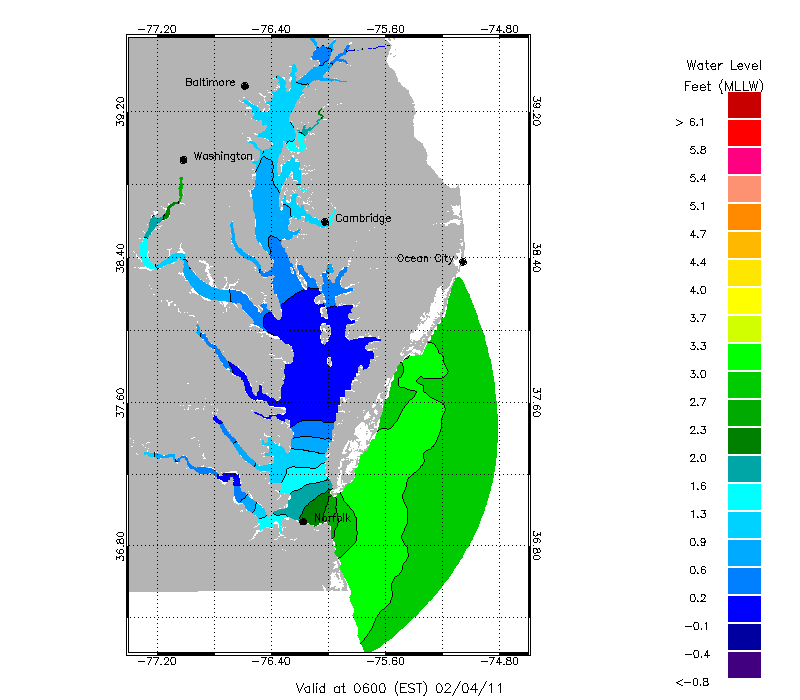 −77.20 −76.40 −75.60 −74.80
Water Level
Feet (MLLW)
Baltimore
39.20 39.20
> 6.1
5.8
Washington
5.4
5.1
Cambridge
4.7
Ocean City
38.40 38.40
4.4
4.0
3.7
3.3
3.0
37.60 37.60
2.7
2.3
2.0
1.6
Norfolk
1.3
36.80 36.80
0.9
0.6
0.2
−0.1
−0.4
−77.20 −76.40 −75.60 −74.80
<−0.8
Valid at 0600 (EST) 02/04/11